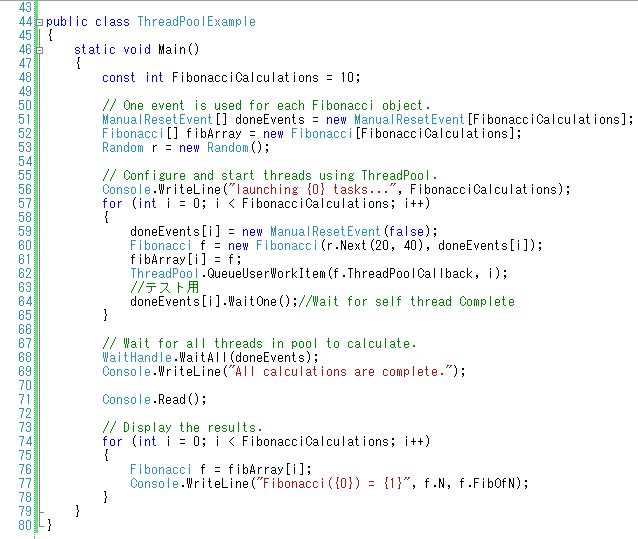 43
44 public class ThreadPoolExample
45 {
46     static void Main()
47     {
48         const int FibonacciCalculations = 10;
49
50         // One event is used for each Fibonacci object.
51         ManualResetEvent[] doneEvents = new ManualResetEvent[FibonacciCalculations];
52         Fibonacci[] fibArray = new Fibonacci[FibonacciCalculations];
53         Random r = new Random();
54
55         // Configure and start threads using ThreadPool.
56         Console.WriteLine("launching {0} tasks...", FibonacciCalculations);
57         for (int i = 0; i < FibonacciCalculations; i++)
58         {
59             doneEvents[i] = new ManualResetEvent(false);
60             Fibonacci f = new Fibonacci(r.Next(20, 40), doneEvents[i]);
61             fibArray[i] = f;
62             ThreadPool.QueueUserWorkItem(f.ThreadPoolCallback, i);
63             //テスト用
64             doneEvents[i].WaitOne();//Wait for self thread Complete
65         }
66
67         // Wait for all threads in pool to calculate.
68         WaitHandle.WaitAll(doneEvents);
69         Console.WriteLine("All calculations are complete.");
70
71         Console.Read();
72
73         // Display the results.
74         for (int i = 0; i < FibonacciCalculations; i++)
75         {
76             Fibonacci f = fibArray[i];
77             Console.WriteLine("Fibonacci({0}) = {1}", f.N, f.FibOfN);
78         }
79     }
80 }